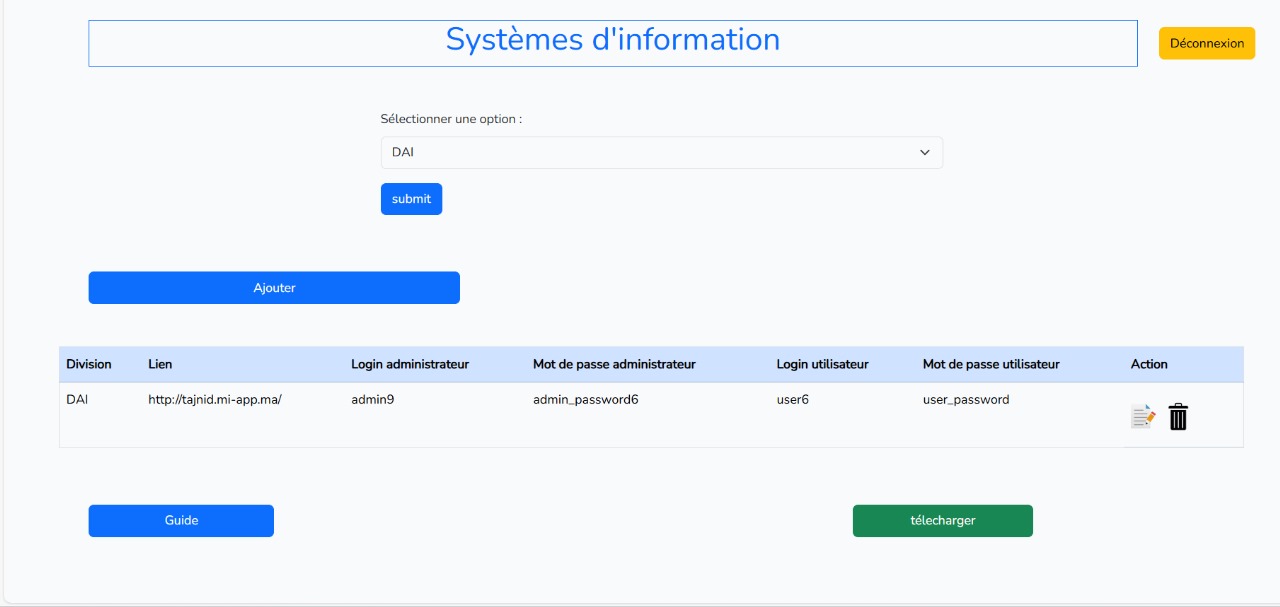 Systèmes d'information
Déconnexion
Sélectionner une option :
DAI
submit
Ajouter
Division Lien Login administrateur Mot de passe administrateur Login utilisateur Mot de passe utilisateur Action
DAI http://tajnid.mi-app.ma/ admin9 admin_password6 user6 user_password
Guide télecharger